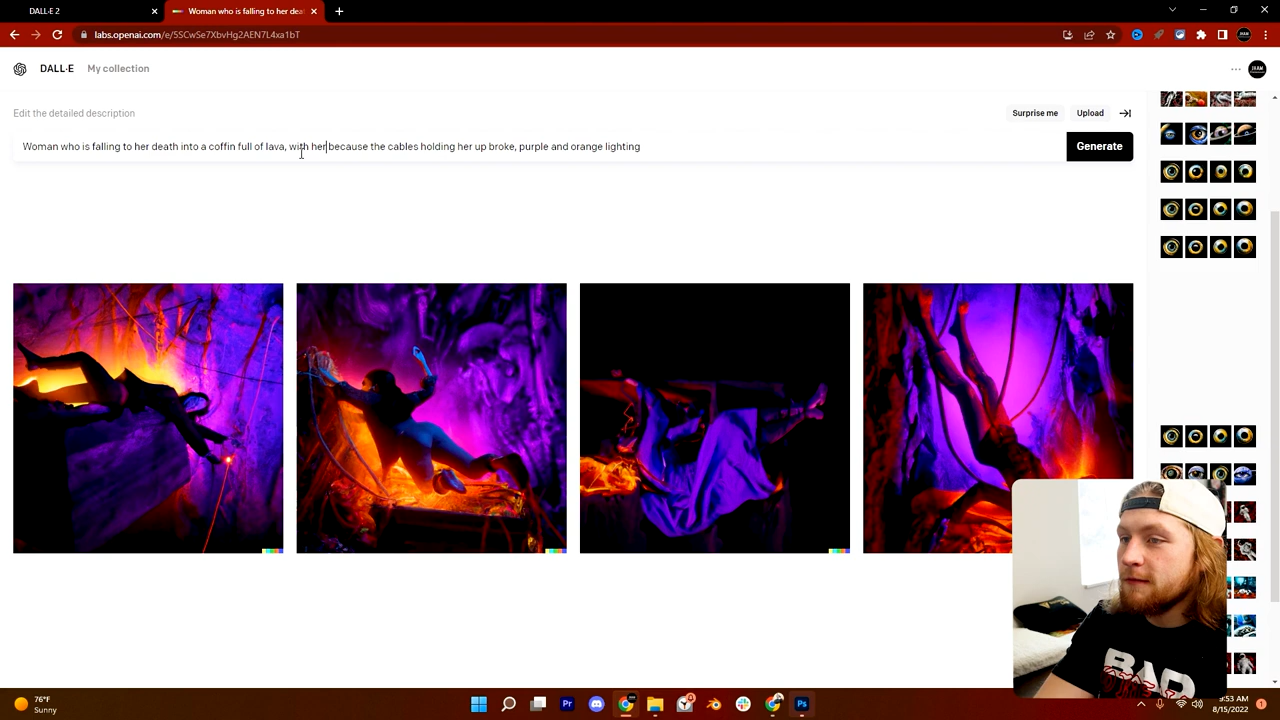 DALL·E 2
Woman who is falling to her dea
labs.openai.com/e/5SCwSe7XbvHg2AEN7L4xa1bT
DALL·E
My collection
Edit the detailed description
Surprise me
Upload
Woman who is falling to her death into a coffin full of lava, with her because the cables holding her up broke, purple and orange lighting
Generate
BAD
76°F
Sunny
9:53 AM
8/15/2022